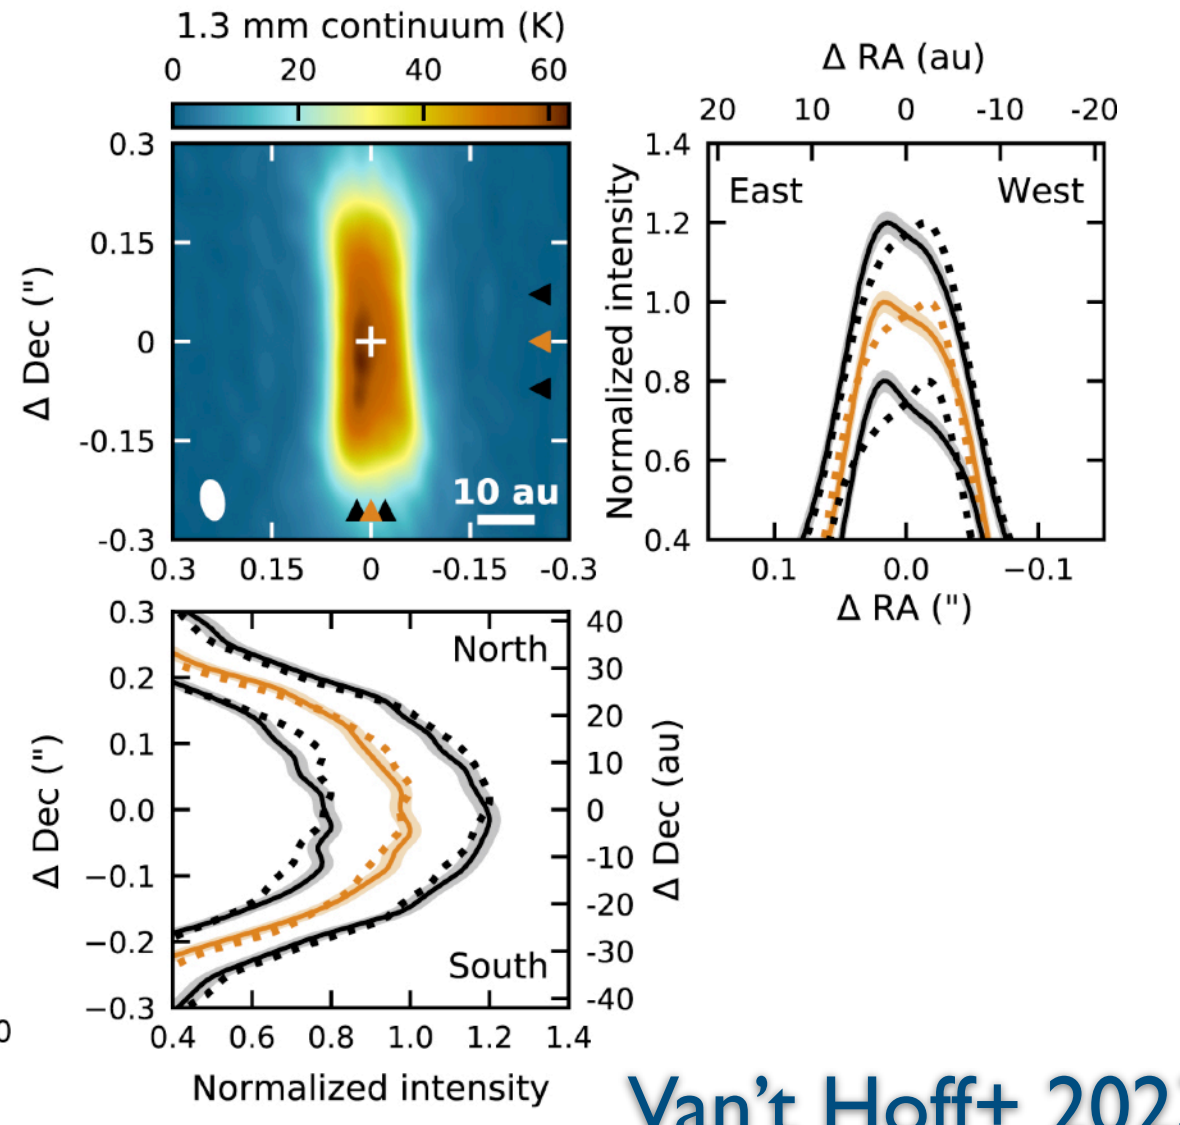 1.3 mm continuum (K)
0 20 40 60
Δ RA (au)
20 10 0 -10 -20
0.3
0.15
0
-0.15
-0.3
Δ Dec (")
10 au
0.3 0.15 0 -0.15 -0.3
1.4
1.2
1.0
0.8
0.6
0.4
Normalized intensity
East West
0.1 0.0 −0.1
Δ RA (")
0.3
0.2
0.1
0.0
−0.1
−0.2
−0.3
Δ Dec (")
North
South
40
30
20
10
0
-10
-20
-30
-40
Δ Dec (au)
0.4 0.6 0.8 1.0 1.2 1.4
Normalized intensity
0
Van't Hoff+